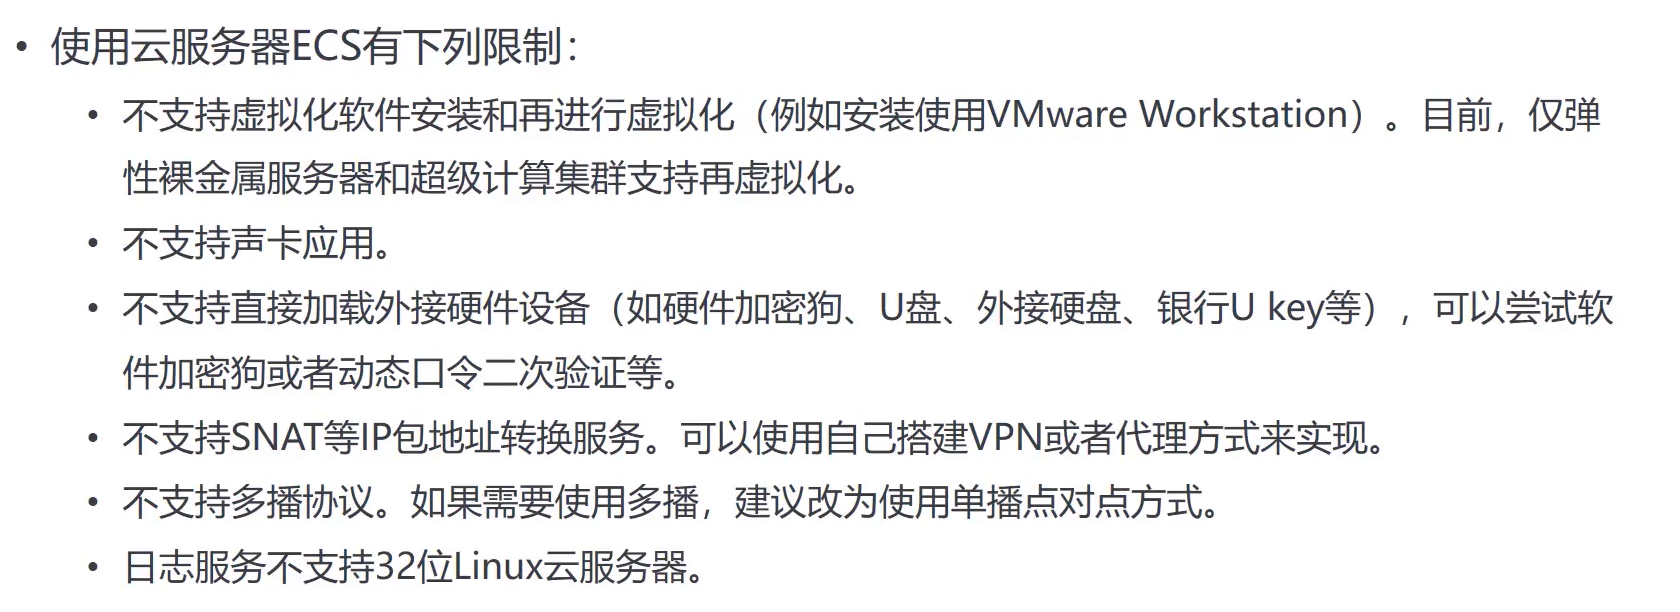 • 使用云服务器ECS有下列限制：
• 不支持虚拟化软件安装和再进行虚拟化（例如安装使用VMware Workstation）。目前，仅弹
性裸金属服务器和超级计算集群支持再虚拟化。
• 不支持声卡应用。
• 不支持直接加载外接硬件设备（如硬件加密狗、U盘、外接硬盘、银行U key等），可以尝试软
件加密狗或者动态口令二次验证等。
• 不支持SNAT等IP包地址转换服务。可以使用自己搭建VPN或者代理方式来实现。
• 不支持多播协议。如果需要使用多播，建议改为使用单播点对点方式。
• 日志服务不支持32位Linux云服务器。